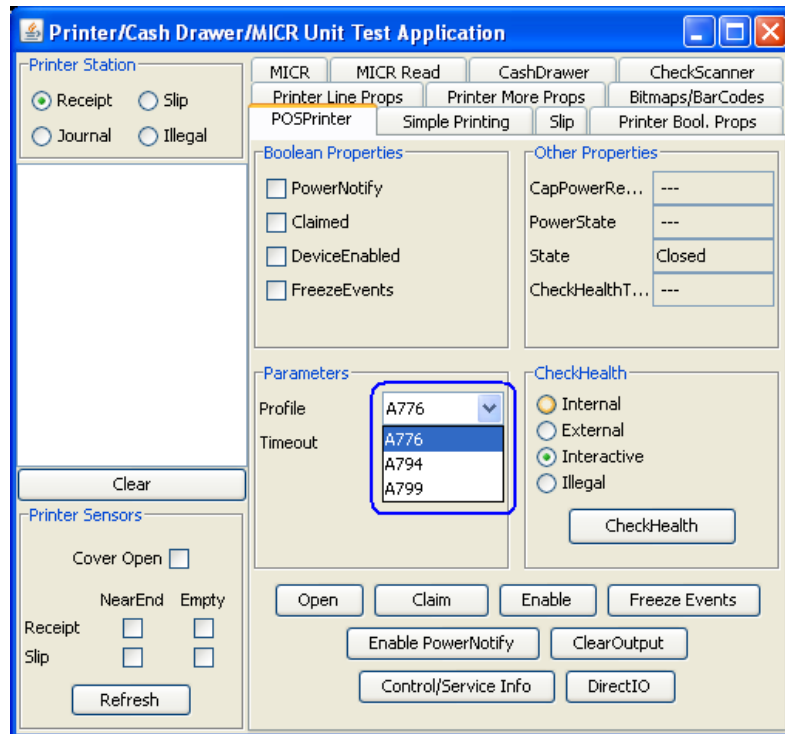 Printer/Cash Drawer/MICR Unit Test Application
Printer Station
Receipt Slip
Journal Illegal
Clear
Printer Sensors
Cover Open
NearEnd Empty
Receipt
Slip
Refresh
MICR MICR Read CashDrawer CheckScanner
Printer Line Props Printer More Props Bitmaps/BarCodes
POSPrinter Simple Printing Slip Printer Bool. Props
Boolean Properties
PowerNotify
Claimed
DeviceEnabled
FreezeEvents
Other Properties
CapPowerRe... ---
PowerState ---
State Closed
CheckHealthT... ---
Parameters
Profile A776
Timeout
A776
A794
A799
CheckHealth
Internal
External
Interactive
Illegal
CheckHealth
Open Claim Enable Freeze Events
Enable PowerNotify ClearOutput
Control/Service Info DirectIO